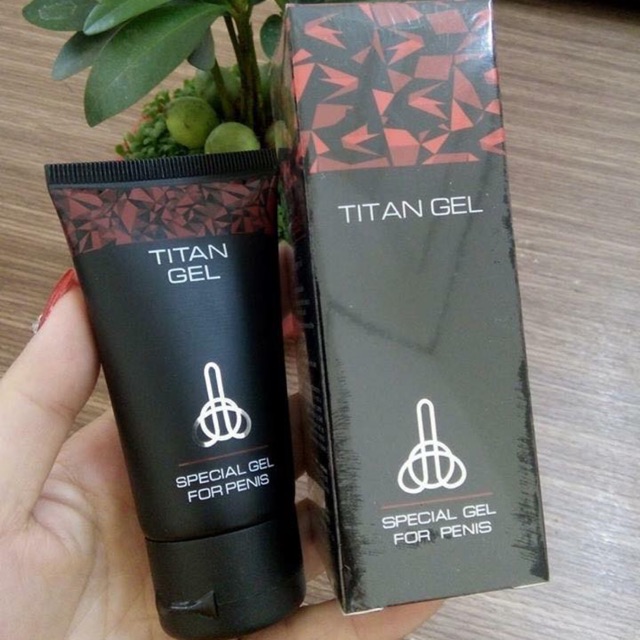 TITAN
GEL
SPECIAL GEL
FOR PENIS
TITAN GEL
SPECIAL GEL
FOR PENIS